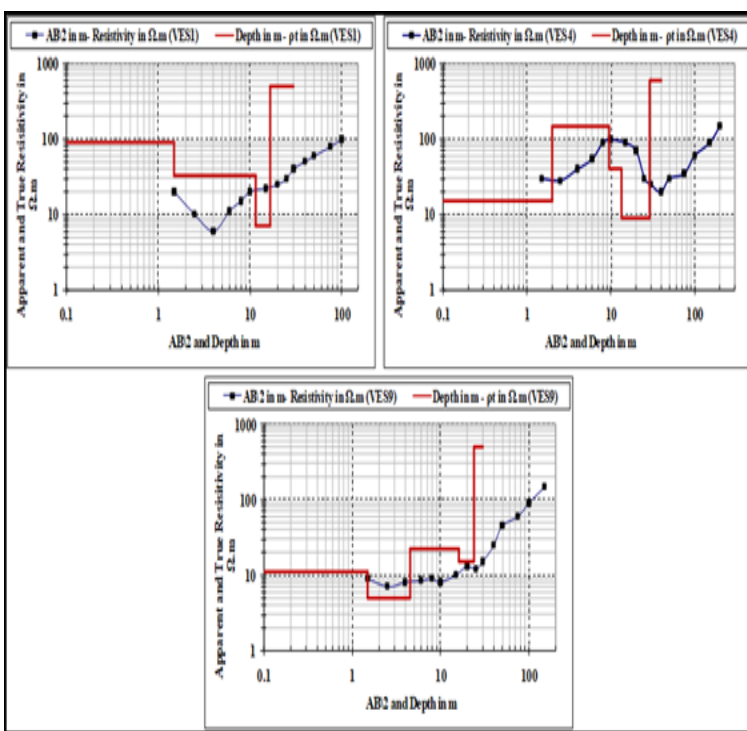 AB\2 in m- Resistivity in Ω.m (VES1) Depth in m - ρt in Ω.m (VES1)
Apparent and True Resisitivity in
Ω.m
1000
100
10
1
0.1 1 10 100
AB\2 and Depth in m
AB\2 in m- Resistivity in Ω.m (VES4) Depth in m - ρt in Ω.m (VES4)
Apparent and True Resisitivity in
Ω.m
1000
100
10
1
0.1 1 10 100
AB\2 and Depth in m
AB\2 in m- Resistivity in Ω.m (VES9) Depth in m - ρt in Ω.m (VES9)
Apparent and True Resisitivity in
Ω.m
1000
100
10
1
0.1 1 10 100
AB\2 and Depth in m